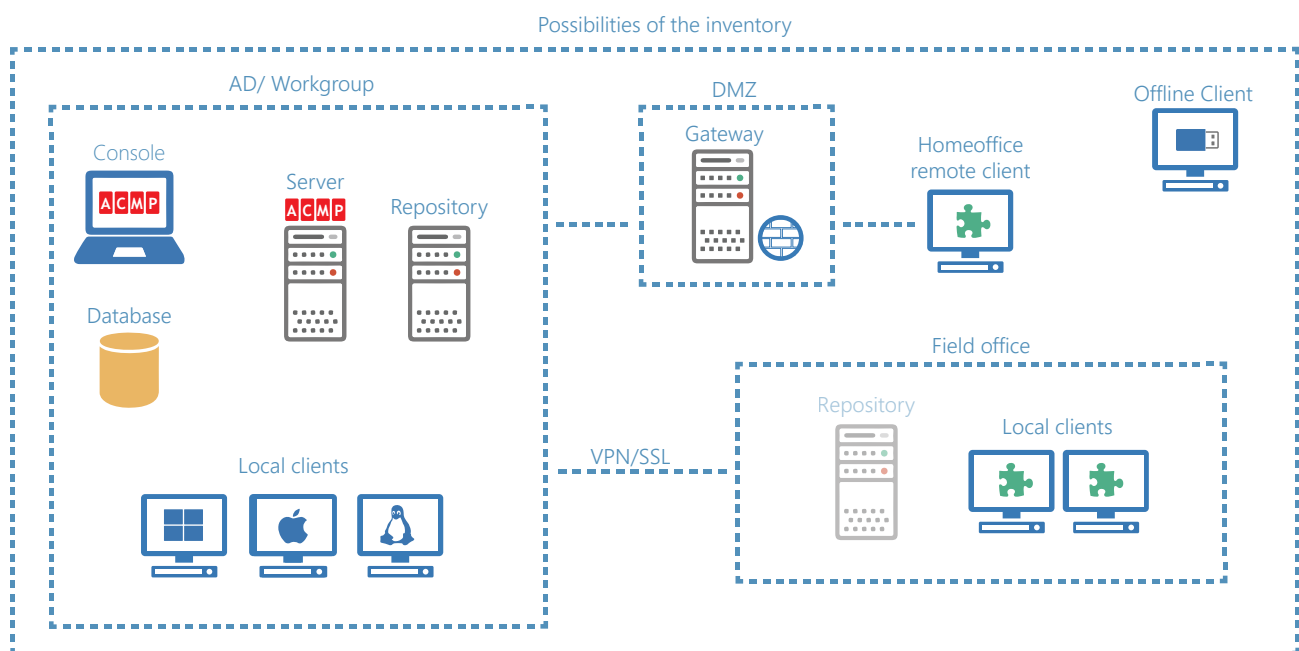 Possibilities of the inventory
AD/ Workgroup
Console
ACMP
Server
ACMP
Repository
Database
Local clients
DMZ
Gateway
Homeoffice
remote client
Offline Client
VPN/SSL
Field office
Repository
Local clients